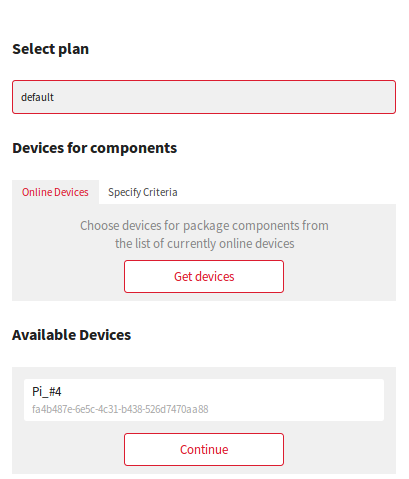 Select plan
default
Devices for components
Online Devices Specify Criteria
Choose devices for package components from
the list of currently online devices
Get devices
Available Devices
Pi_#4
fa4b487e-6e5c-4c31-b438-526d7470aa88
Continue